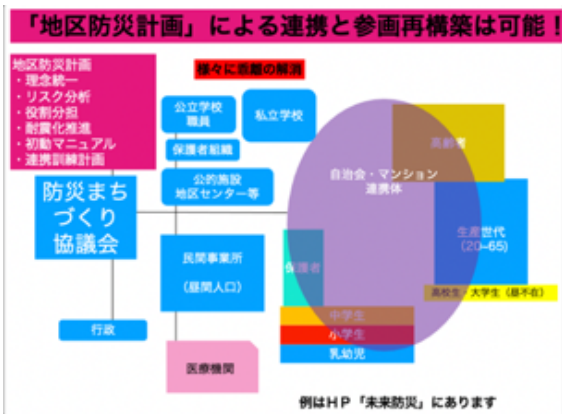 「地区防災計画」による連携と参画再構築は可能！
地区防災計画
・理念統一
・リスク分析
・役割分担
・耐震化推進
・初動マニュアル
・連携訓練計画
様々に乖離の解消
公立学校
職員
私立学校
保護者組織
公的施設
地区センター等
防災まち
づくり
協議会
民間事業所
（昼間人口）
行政
医療機関
高齢者
自治会・マンション
連携体
生産世代
（20~65）
保護者
高校生・大学生（昼不在）
中学生
小学生
乳幼児
例はＨＰ「未来防災」にあります